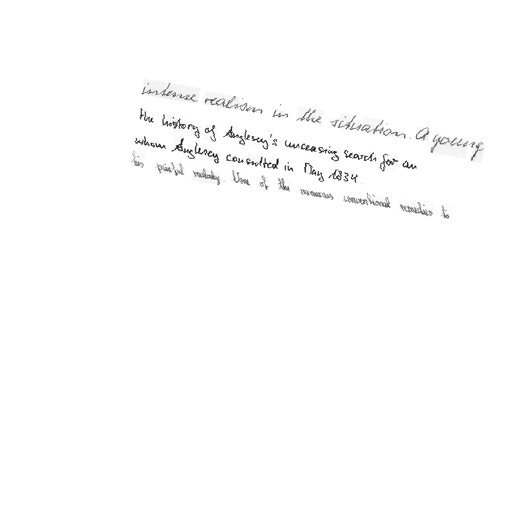 intense realism in the situation. A young
the history of Anglesey's unceasing search for an
whom Anglesey consulted in May 1834.
his painful malady. None of the numerous conventional remedies to